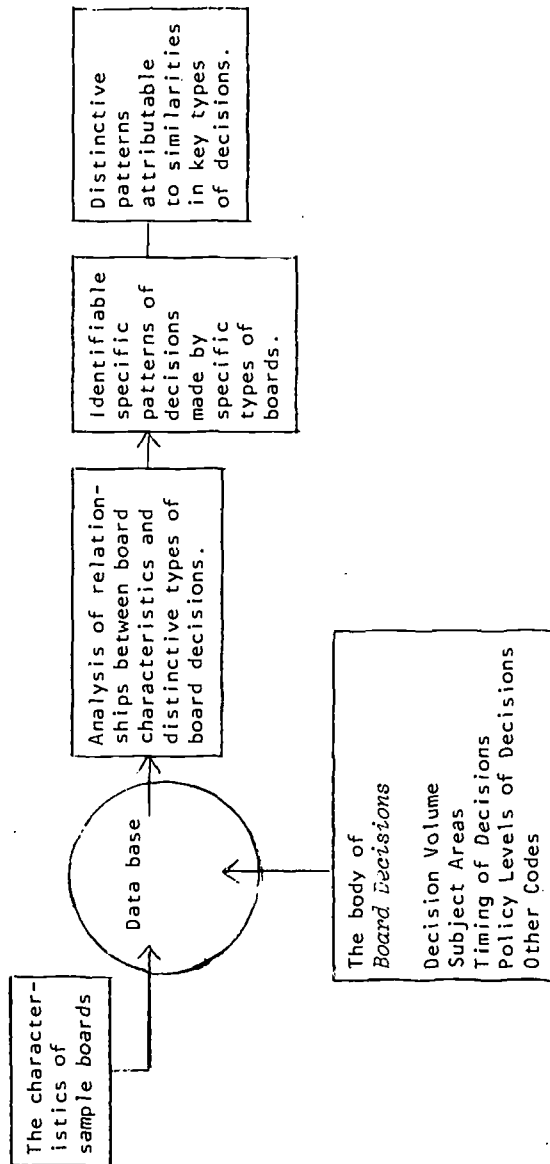 The character-
istics of
sample boards
Data base
The body of
Board Decisions
Decision Volume
Subject Areas
Timing of Decisions
Policy Levels of Decisions
Other Codes
Analysis of relation-
ships between board
characteristics and
distinctive types of
board decisions.
Identifiable
specific
patterns of
decisions
made by
specific
types of
boards.
Distinctive
patterns
attributable
to similarities
in key types
of decisions.